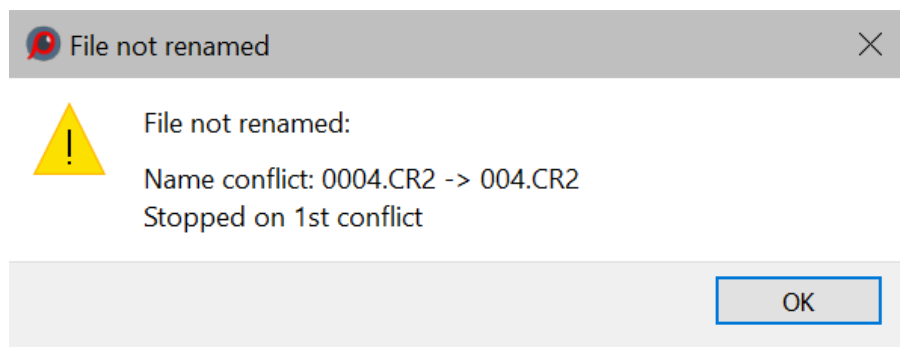 File not renamed
File not renamed:
Name conflict: 0004.CR2 -> 004.CR2
Stopped on 1st conflict
OK